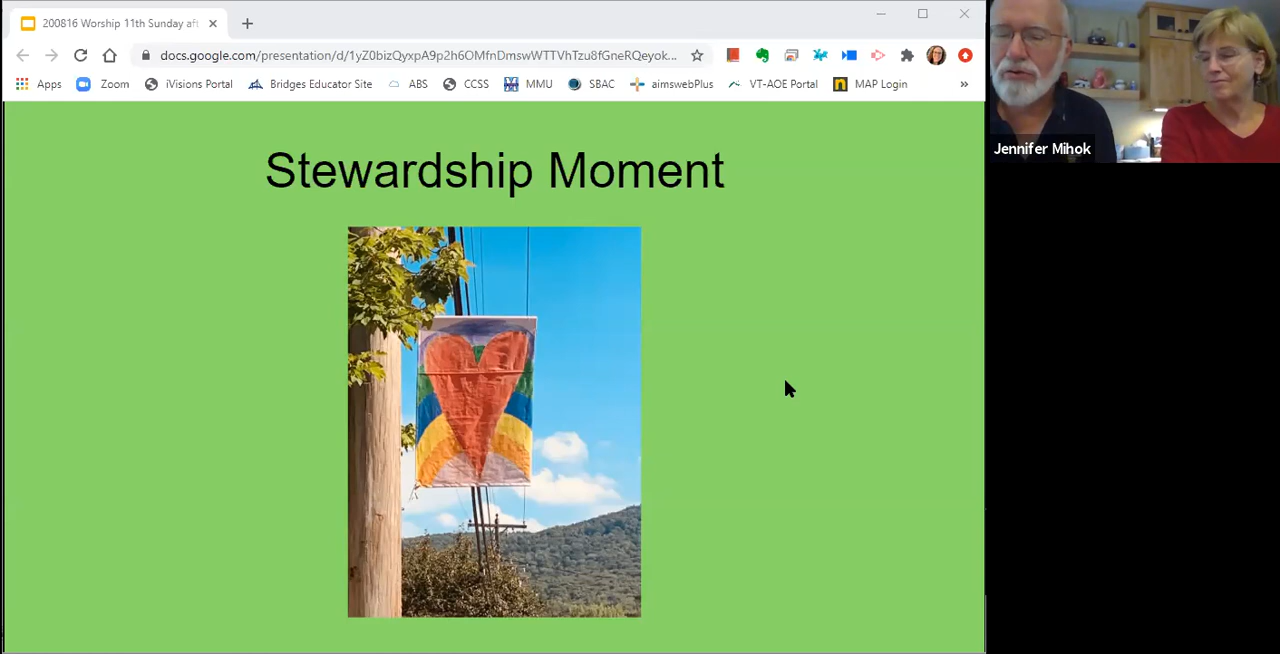 200816 Worship 11th Sunday aft
docs.google.com/presentation/d/1yZ0bizQyxpA9p2h6OMfnDmswWTTVhTzu8fGneRQeyok...
Apps Zoom iVisions Portal Bridges Educator Site ABS CCSS MMU SBAC aimswebPlus VT-AOE Portal MAP Login »
Stewardship Moment
Jennifer Mihok